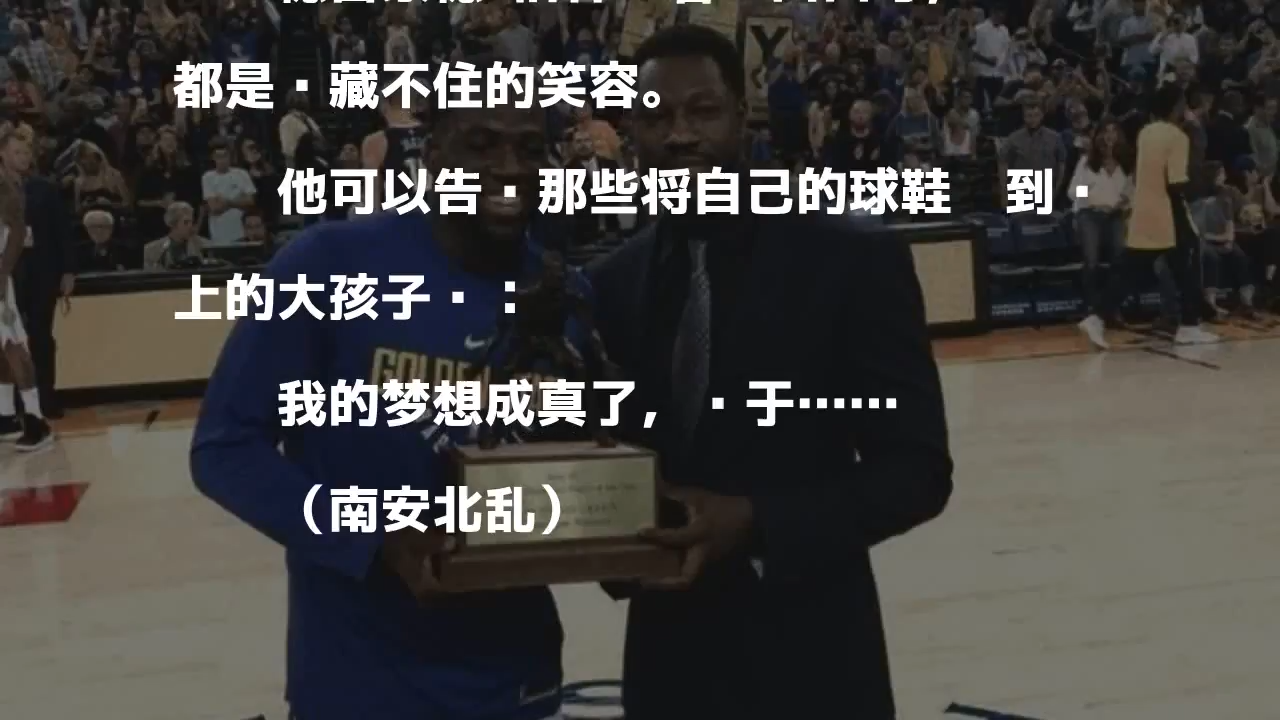 都是·藏不住的笑容。
他可以告·那些将自己的球鞋 到·
上的大孩子·：
我的梦想成真了，·于……
（南安北乱）
GOLDEN